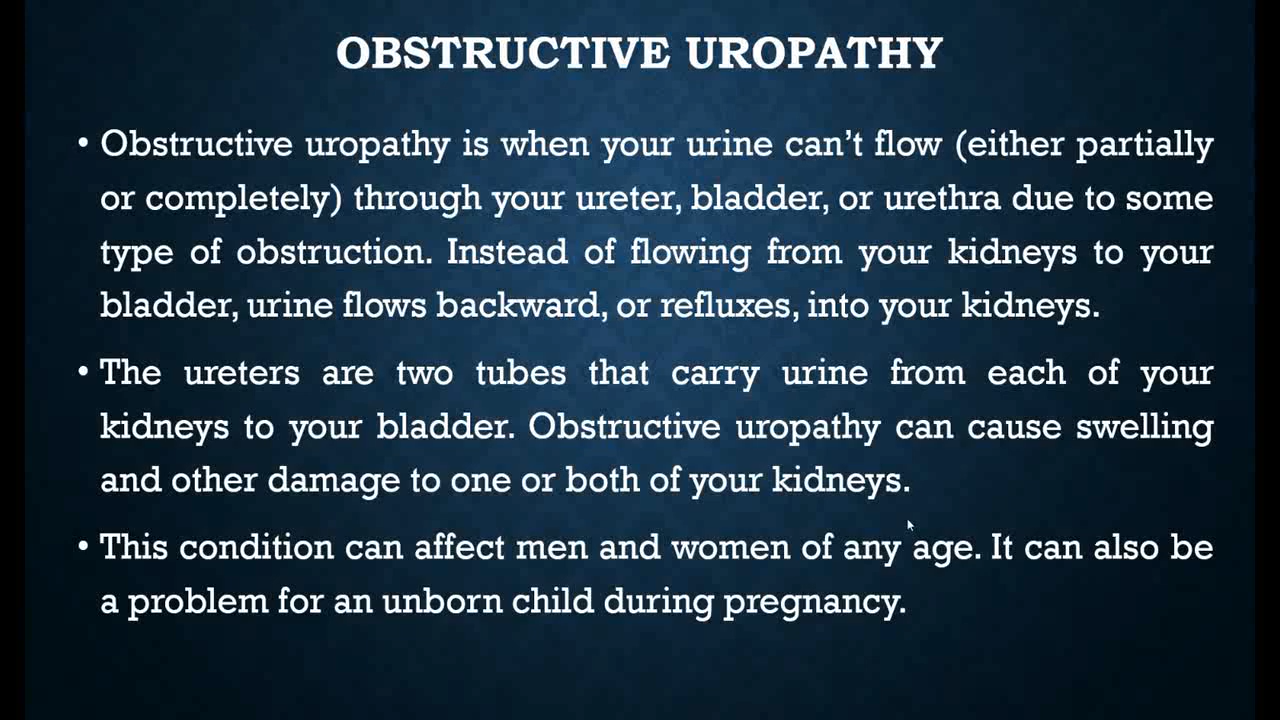 OBSTRUCTIVE UROPATHY
• Obstructive uropathy is when your urine can’t flow (either partially
or completely) through your ureter, bladder, or urethra due to some
type of obstruction. Instead of flowing from your kidneys to your
bladder, urine flows backward, or refluxes, into your kidneys.
• The ureters are two tubes that carry urine from each of your
kidneys to your bladder. Obstructive uropathy can cause swelling
and other damage to one or both of your kidneys.
• This condition can affect men and women of any age. It can also be
a problem for an unborn child during pregnancy.